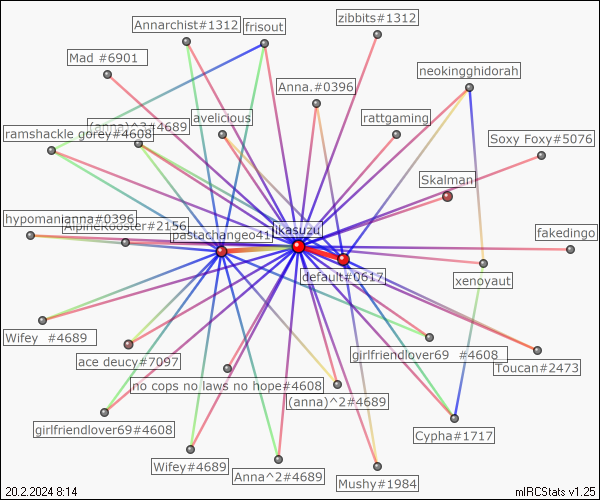 zibbits#1312
Annarchist#1312
frisout
Mad #6901
neokingghidorah
Anna.#0396
avelicious
rattgaming
ramshackle gorey#4608
(anna)^3#4689
Soxy Foxy#5076
Skalman
hypomanianna#0396
AlpineRooster#2156
pastachange041
likasuzu
fakedingo
default#0617
xenoyaut
Wifey #4689
ace deucy#7097
girlfriendlover69 #4608
Toucan#2473
no cops no laws no hope#4608
(anna)^2#4689
girlfriendlover69#4608
Cypha#1717
Wifey#4689
Anna^2#4689
Mushy#1984
20.2.2024 8:14
mIRCStats v1.25